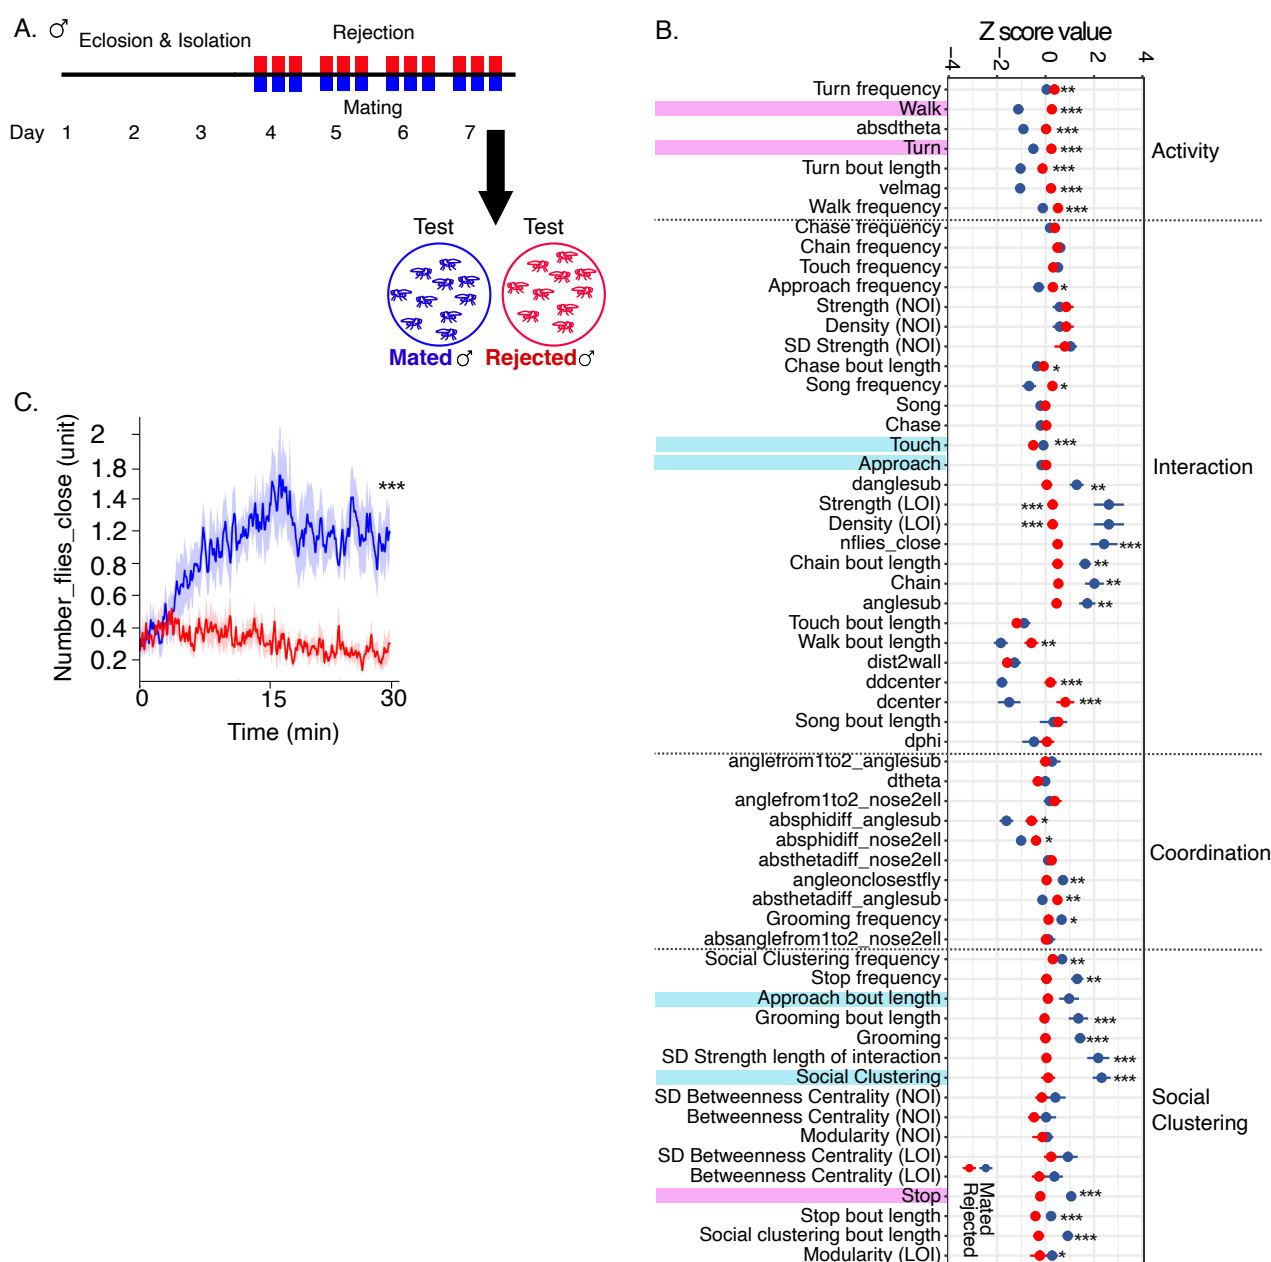 A. ♂
Eclosion & Isolation
Rejection
Mating
Day 1 2 3 4 5 6 7
Test Test
Mated ♂ Rejected ♂
B.
Z score value
-4 -2 0 2 4
Turn frequency **
Walk ***
absdtheta ***
Turn ***
Turn bout length ***
velmag ***
Walk frequency ***
Activity
Chase frequency
Chain frequency
Touch frequency
Approach frequency *
Strength (NOI)
Density (NOI)
SD Strength (NOI)
Chase bout length *
Song frequency *
Song
Chase
Touch ***
Approach
danglesub **
Strength (LOI) ***
Density (LOI) ***
nflies_close ***
Chain bout length **
Chain **
anglesub **
Touch bout length
Walk bout length **
dist2wall
ddcenter ***
dcenter ***
Song bout length
dphi
Interaction
anglefrom1to2_anglesub
dtheta
anglefrom1to2_nose2ell
absphidiff_anglesub *
absphidiff_nose2ell *
absthetadiff_nose2ell
angleonclosestfly **
absthetadiff_anglesub **
Grooming frequency *
absanglefrom1to2_nose2ell
Coordination
Social Clustering frequency **
Stop frequency **
Approach bout length
Grooming bout length ***
Grooming ***
SD Strength length of interaction ***
Social Clustering ***
SD Betweenness Centrality (NOI)
Betweenness Centrality (NOI)
Modularity (NOI)
SD Betweenness Centrality (LOI)
Betweenness Centrality (LOI)
Stop ***
Stop bout length ***
Social clustering bout length ***
Modularity (LOI) *
Social
Clustering
Mated
Rejected
C.
Number_flies_close (unit)
2
1.8
1.4
1.2
0.8
0.6
0.4
0.2
***
0 15 30
Time (min)